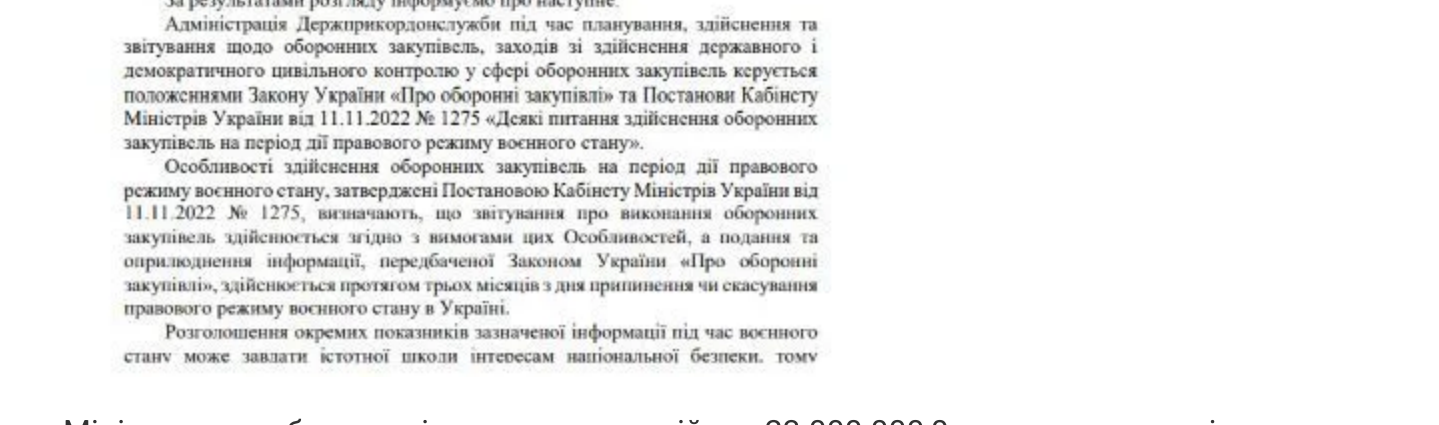 За результатами розгляду інформуємо про наступне.
Адміністрація Держприкордонслужби під час планування, здійснення та
звітування щодо оборонних закупівель, заходів зі здійснення державного і
демократичного цивільного контролю у сфері оборонних закупівель керується
положеннями Закону України «Про оборонні закупівлі» та Постанови Кабінету
Міністрів України від 11.11.2022 № 1275 «Деякі питання здійснення оборонних
закупівель на період дії правового режиму воєнного стану».
Особливості здійснення оборонних закупівель на період дії правового
режиму воєнного стану, затверджені Постановою Кабінету Міністрів України від
11.11.2022 № 1275, визначають, що звітування про виконання оборонних
закупівель здійснюється згідно з вимогами цих Особливостей, а подання та
оприлюднення інформації, передбаченої Законом України «Про оборонні
закупівлі», здійснюється протягом трьох місяців з дня припинення чи скасування
правового режиму воєнного стану в Україні.
Розголошення окремих показників зазначеної інформації під час воєнного
стану може завдати істотної шкоди інтересам національної безпеки, тому